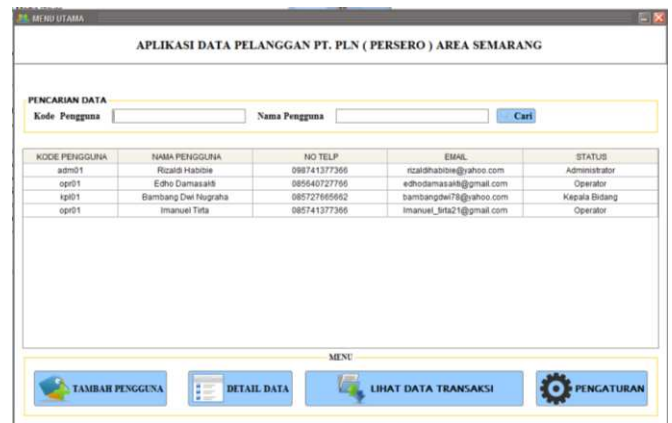 MENU UTAMA
APLIKASI DATA PELANGGAN PT. PLN ( PERSERO ) AREA SEMARANG
PENCARIAN DATA
Kode Pengguna Nama Pengguna Cari
KODE PENGGUNA NAMA PENGGUNA NO TELP EMAIL STATUS
adm01 Rizaldi Habibie 098741377366 rizaldihabibie@yahoo.com Administrator
opr01 Edho Damasakti 085640727766 edhodamasakti@gmail.com Operator
kpl01 Bambang Dwi Nugraha 085727665662 bambangdwi78@yahoo.com Kepala Bidang
opr01 Imanuel Tirta 085741377366 Imanuel_tirta21@gmail.com Operator
MENU
TAMBAH PENGGUNA DETAIL DATA LIHAT DATA TRANSAKSI PENGATURAN